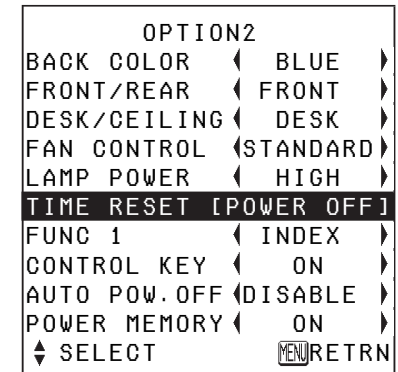 OPTION2
BACK COLOR BLUE
FRONT/REAR FRONT
DESK/CEILING DESK
FAN CONTROL STANDARD
LAMP POWER HIGH
TIME RESET [POWER OFF]
FUNC 1 INDEX
CONTROL KEY ON
AUTO POW.OFF DISABLE
POWER MEMORY ON
SELECT MENU RETRN